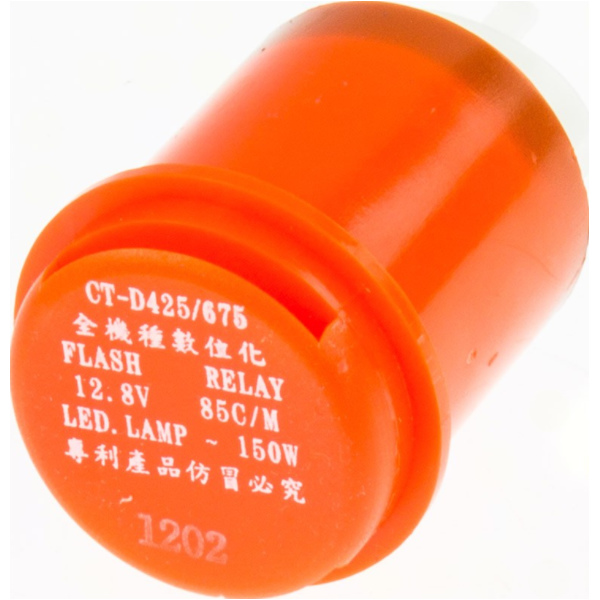 CT-D425/675
全機種數位化
FLASH RELAY
12.8V 85C/M
LED.LAMP ~ 150W
專利產品仿冒必究
1202